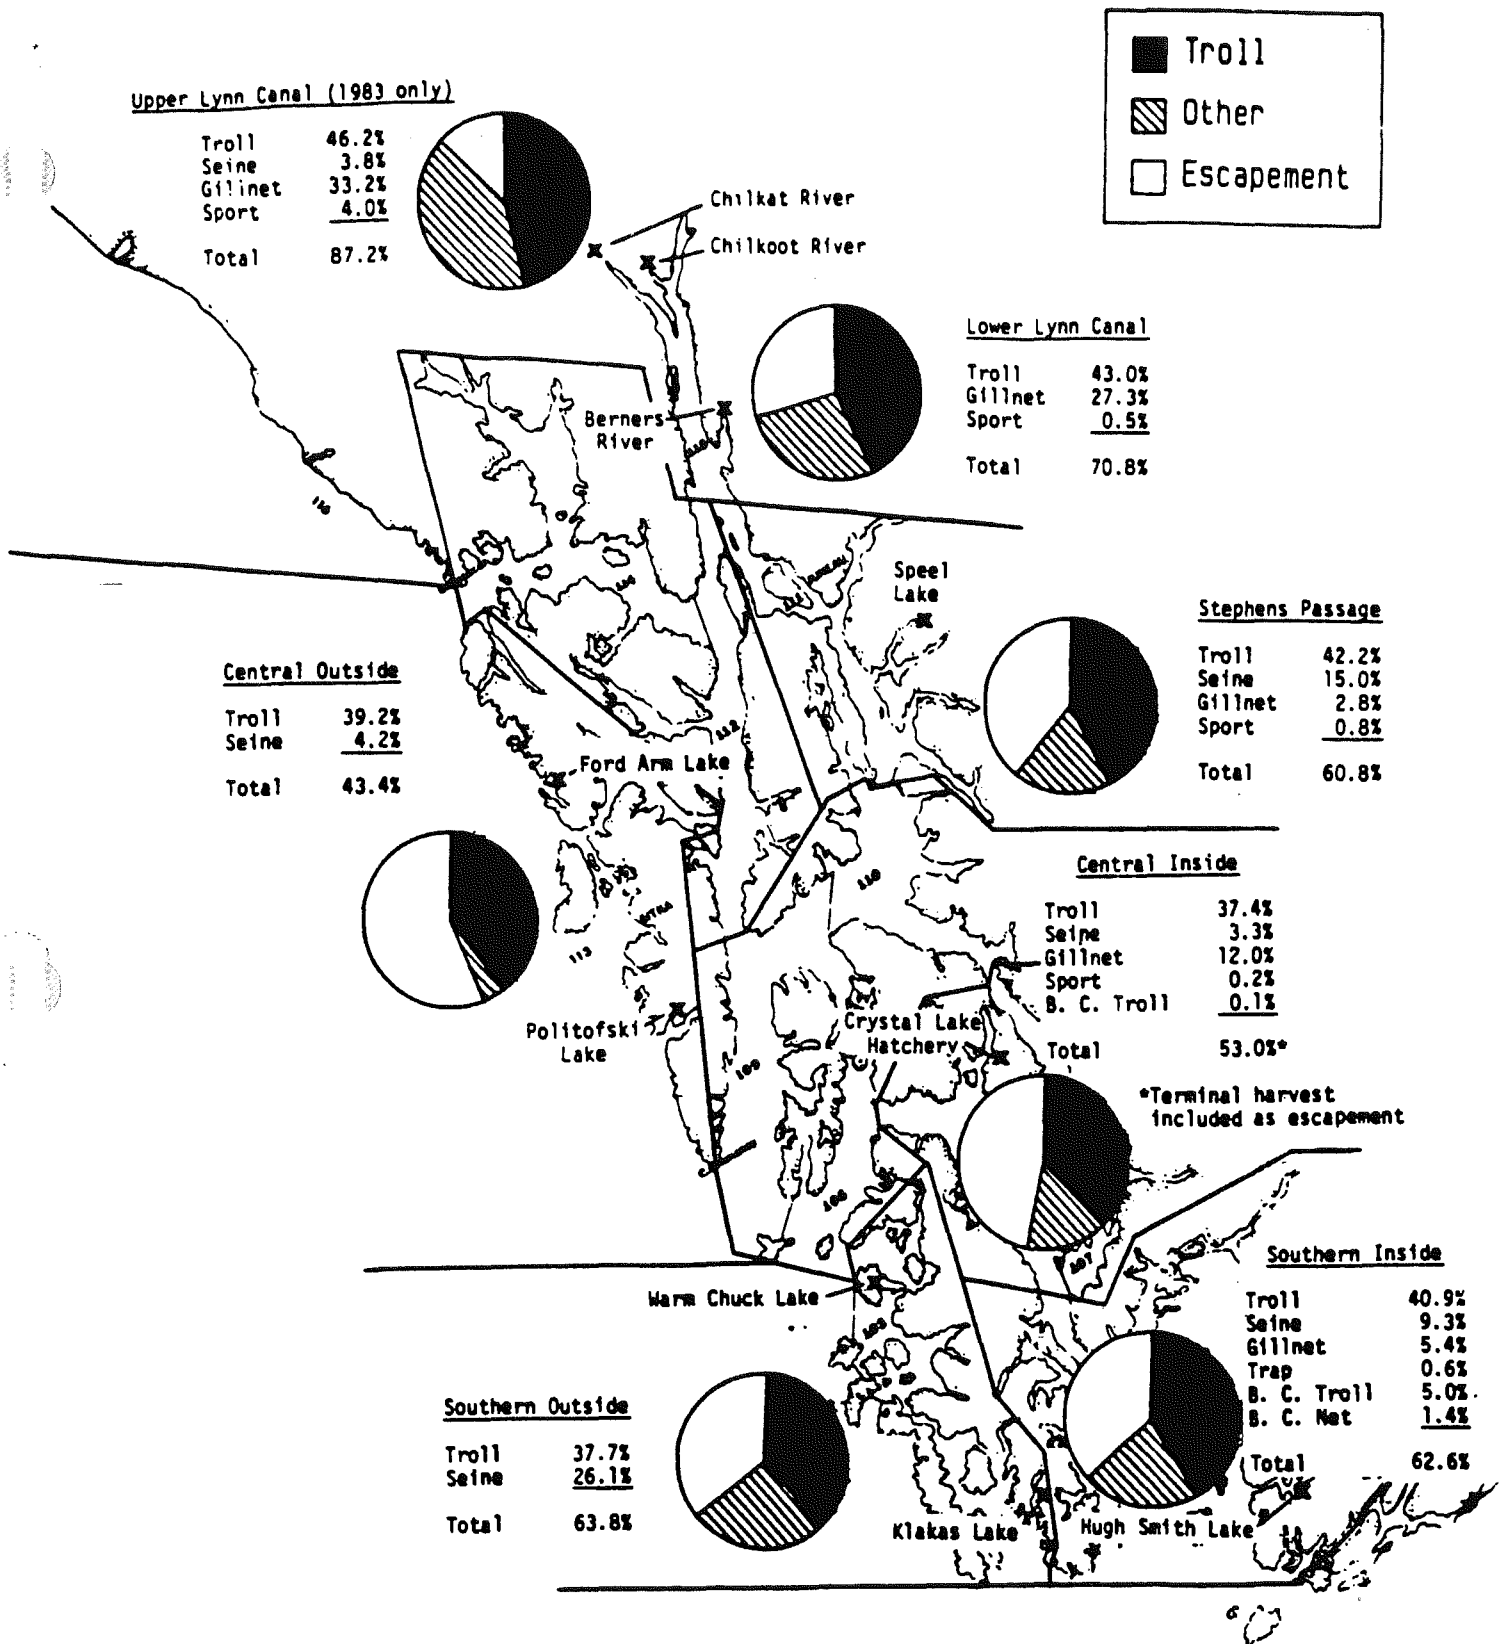 Troll
Other
Escapement
Upper Lynn Canal (1983 only)
Troll 46.2%
Seine 3.8%
Gillnet 33.2%
Sport 4.0%
Total 87.2%
Chilkat River
Chilkoot River
Lower Lynn Canal
Troll 43.0%
Gillnet 27.3%
Sport 0.5%
Total 70.8%
Berners
River
Speel
Lake
Stephens Passage
Troll 42.2%
Seine 15.0%
Gillnet 2.8%
Sport 0.8%
Total 60.8%
Central Outside
Troll 39.2%
Seine 4.2%
Total 43.4%
112
Ford Arm Lake
110
113
Central Inside
Troll 37.4%
Seine 3.3%
Gillnet 12.0%
Sport 0.2%
B. C. Troll 0.1%
Total 53.0%*
*Terminal harvest
included as escapement
Politofski
Lake
Crystal Lake
Hatchery
109
107
Warm Chuck Lake
103
Southern Inside
Troll 40.9%
Seine 9.3%
Gillnet 5.4%
Trap 0.6%
B. C. Troll 5.0%
B. C. Net 1.4%
Total 62.6%
Southern Outside
Troll 37.7%
Seine 26.1%
Total 63.8%
Klakas Lake
Hugh Smith Lake